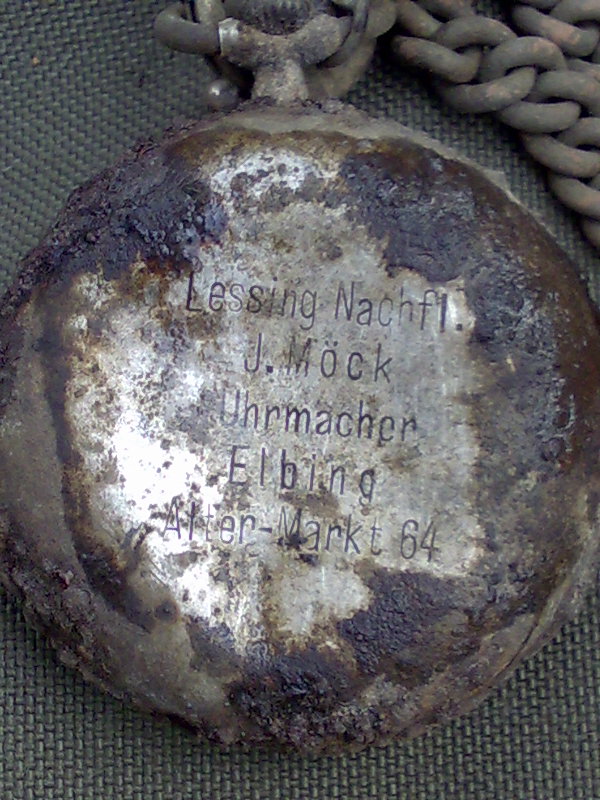 Lessing Nachfl.
J. Möck
Uhrmacher
Elbing
Alter-Markt 64